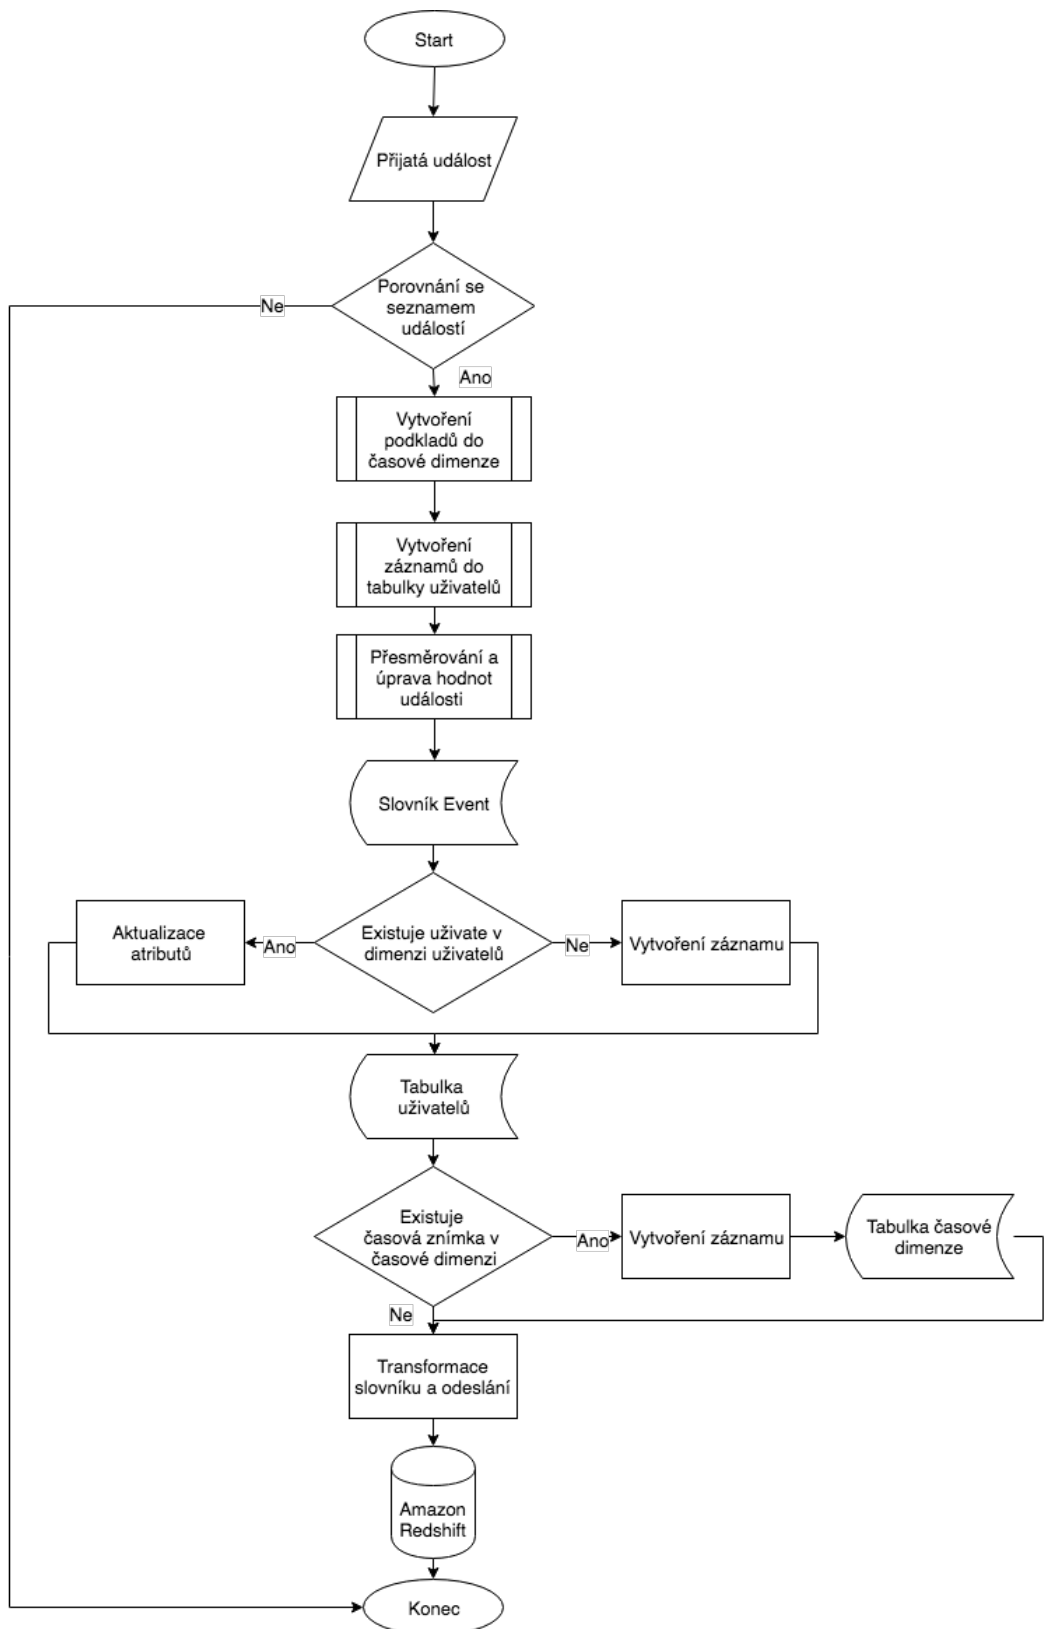 Start
Přijatá událost
Porovnání se
seznamem
událostí
Ne
Ano
Vytvoření
podkladů do
časové dimenze
Vytvoření
záznamů do
tabulky uživatelů
Přesměrování a
úprava hodnot
události
Slovník Event
Aktualizace
atributů
Ano
Existuje uživate v
dimenzi uživatelů
Ne
Vytvoření záznamu
Tabulka
uživatelů
Existuje
časová znímka v
časové dimenzi
Ano
Vytvoření záznamu
Tabulka časové
dimenze
Ne
Transformace
slovníku a odeslání
Amazon
Redshift
Konec